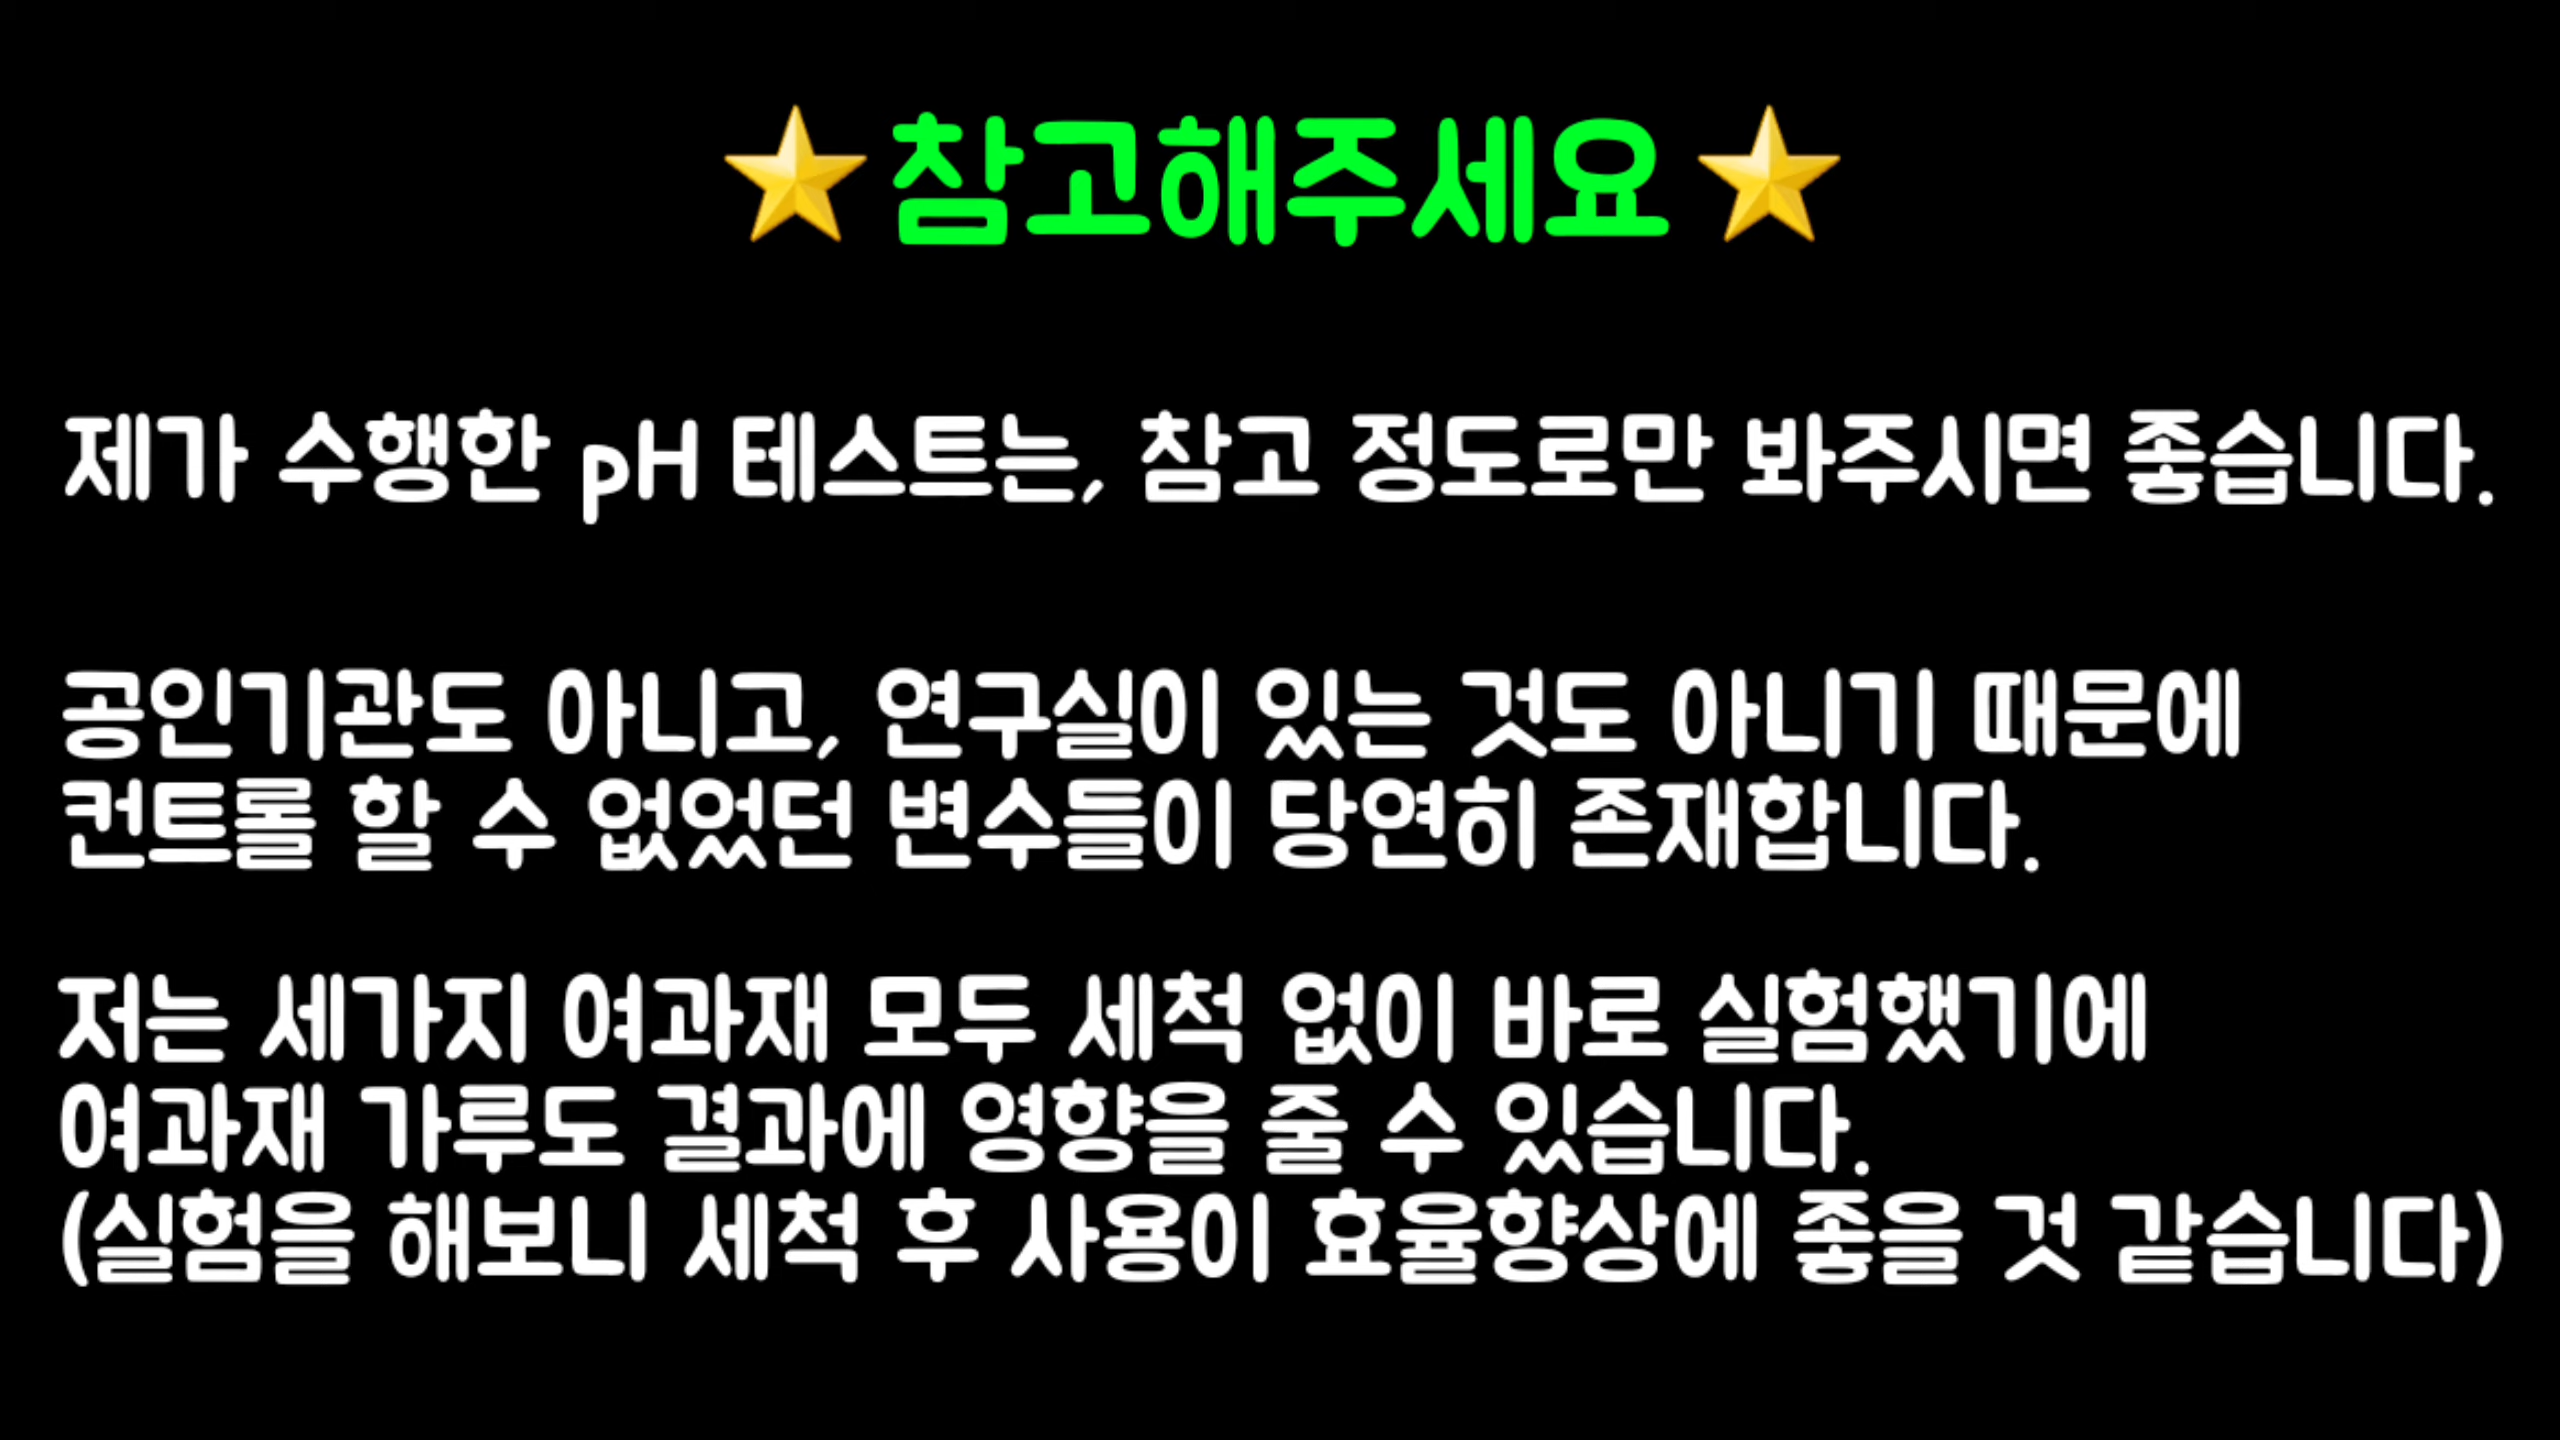 ⭐참고해주세요⭐
제가 수행한 pH 테스트는, 참고 정도로만 봐주시면 좋습니다.
공인기관도 아니고, 연구실이 있는 것도 아니기 때문에
컨트롤 할 수 없었던 변수들이 당연히 존재합니다.
저는 세가지 여과재 모두 세척 없이 바로 실험했기에
여과재 가루도 결과에 영향을 줄 수 있습니다.
(실험을 해보니 세척 후 사용이 효율향상에 좋을 것 같습니다)